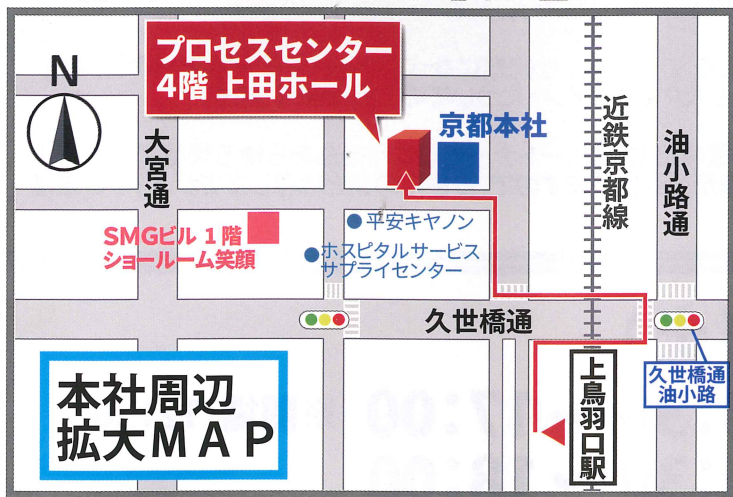 プロセスセンター
4階 上田ホール
N
京都本社
大宮通
近鉄京都線
油小路通
SMGビル 1階
ショールーム笑顔
平安キヤノン
ホスピタルサービス
サプライセンター
久世橋通
久世橋通
油小路
上鳥羽口駅
本社周辺
拡大MAP